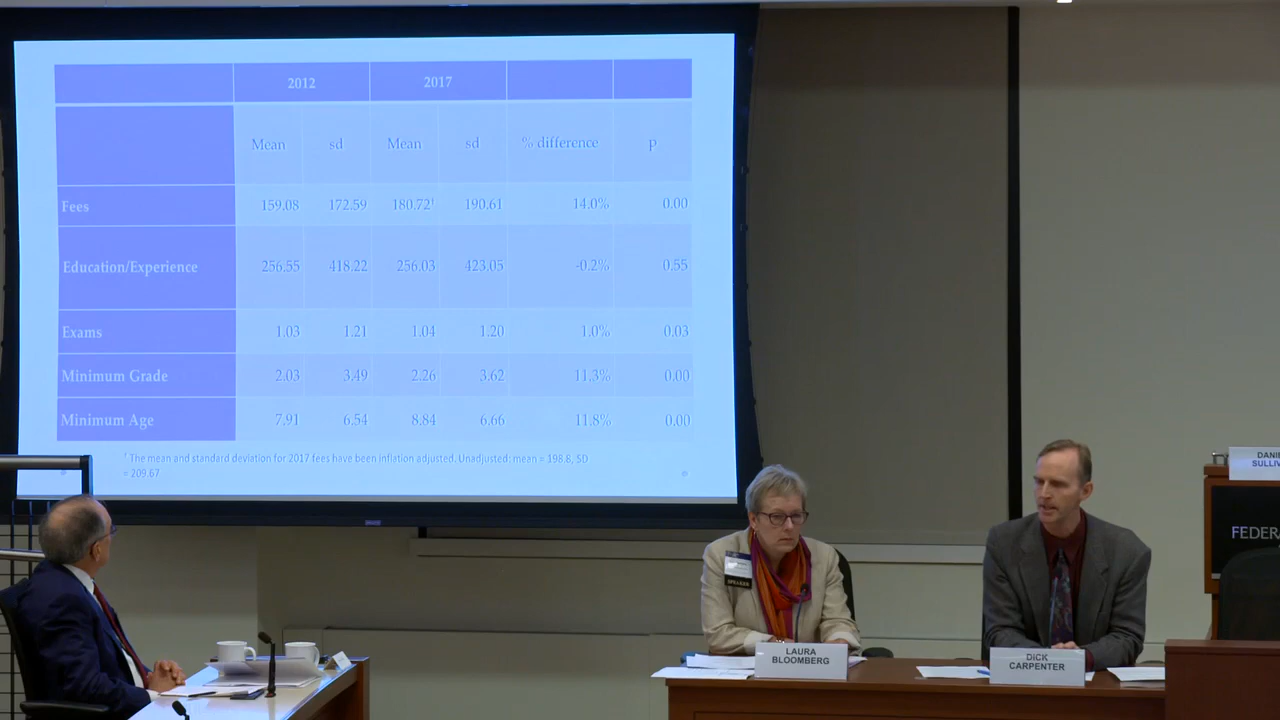 2012 2017
Mean sd Mean sd % difference p
Fees 159.08 172.59 180.72¹ 190.61 14.0% 0.00
Education/Experience 256.55 418.22 256.03 423.05 -0.2% 0.55
Exams 1.03 1.21 1.04 1.20 1.0% 0.03
Minimum Grade 2.03 3.49 2.26 3.62 11.3% 0.00
Minimum Age 7.91 6.54 8.84 6.66 11.8% 0.00
¹ The mean and standard deviation for 2017 fees have been inflation adjusted. Unadjusted: mean = 198.8, SD
= 209.67
SPEAKER
LAURA
BLOOMBERG
DICK
CARPENTER
DANI
SULLIV
FEDERA